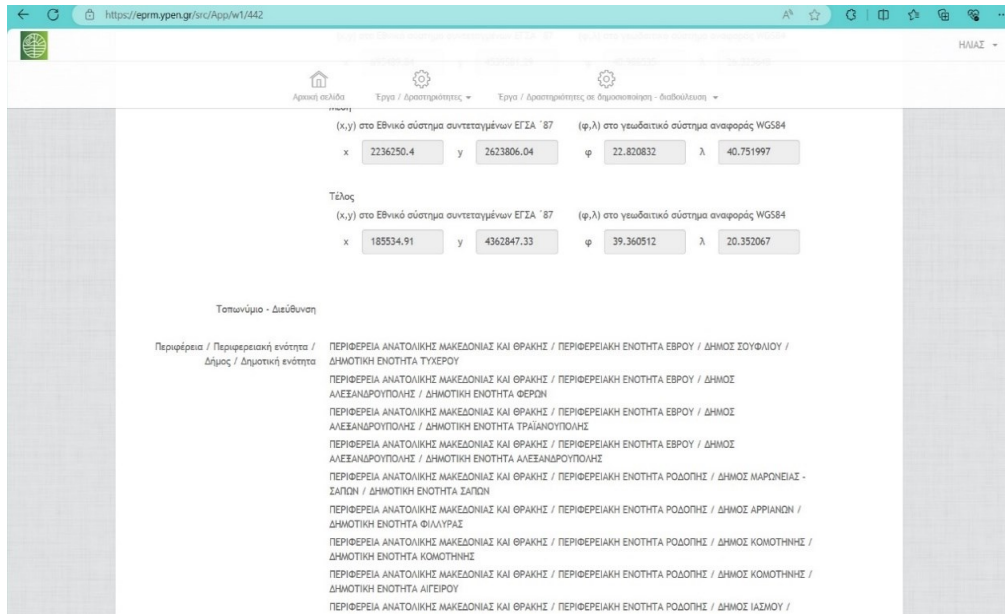 https://eprm.ypen.gr/src/App/w1/442
ΗΛΙΑΣ
Αρχική σελίδα Έργα / Δραστηριότητες Έργα / Δραστηριότητες σε δημοσιοποίηση - διαβούλευση
Μέση
(x,y) στο Εθνικό σύστημα συντεταγμένων ΕΓΣΑ `87 (φ,λ) στο γεωδαιτικό σύστημα αναφοράς WGS84
x 2236250.4 y 2623806.04 φ 22.820832 λ 40.751997
Τέλος
(x,y) στο Εθνικό σύστημα συντεταγμένων ΕΓΣΑ `87 (φ,λ) στο γεωδαιτικό σύστημα αναφοράς WGS84
x 185534.91 y 4362847.33 φ 39.360512 λ 20.352067
Τοπωνύμιο - Διεύθυνση
Περιφέρεια / Περιφερειακή ενότητα /
Δήμος / Δημοτική ενότητα
ΠΕΡΙΦΕΡΕΙΑ ΑΝΑΤΟΛΙΚΗΣ ΜΑΚΕΔΟΝΙΑΣ ΚΑΙ ΘΡΑΚΗΣ / ΠΕΡΙΦΕΡΕΙΑΚΗ ΕΝΟΤΗΤΑ ΕΒΡΟΥ / ΔΗΜΟΣ ΣΟΥΦΛΙΟΥ /
ΔΗΜΟΤΙΚΗ ΕΝΟΤΗΤΑ ΤΥΧΕΡΟΥ
ΠΕΡΙΦΕΡΕΙΑ ΑΝΑΤΟΛΙΚΗΣ ΜΑΚΕΔΟΝΙΑΣ ΚΑΙ ΘΡΑΚΗΣ / ΠΕΡΙΦΕΡΕΙΑΚΗ ΕΝΟΤΗΤΑ ΕΒΡΟΥ / ΔΗΜΟΣ
ΑΛΕΞΑΝΔΡΟΥΠΟΛΗΣ / ΔΗΜΟΤΙΚΗ ΕΝΟΤΗΤΑ ΦΕΡΩΝ
ΠΕΡΙΦΕΡΕΙΑ ΑΝΑΤΟΛΙΚΗΣ ΜΑΚΕΔΟΝΙΑΣ ΚΑΙ ΘΡΑΚΗΣ / ΠΕΡΙΦΕΡΕΙΑΚΗ ΕΝΟΤΗΤΑ ΕΒΡΟΥ / ΔΗΜΟΣ
ΑΛΕΞΑΝΔΡΟΥΠΟΛΗΣ / ΔΗΜΟΤΙΚΗ ΕΝΟΤΗΤΑ ΤΡΑΪΑΝΟΥΠΟΛΗΣ
ΠΕΡΙΦΕΡΕΙΑ ΑΝΑΤΟΛΙΚΗΣ ΜΑΚΕΔΟΝΙΑΣ ΚΑΙ ΘΡΑΚΗΣ / ΠΕΡΙΦΕΡΕΙΑΚΗ ΕΝΟΤΗΤΑ ΕΒΡΟΥ / ΔΗΜΟΣ
ΑΛΕΞΑΝΔΡΟΥΠΟΛΗΣ / ΔΗΜΟΤΙΚΗ ΕΝΟΤΗΤΑ ΑΛΕΞΑΝΔΡΟΥΠΟΛΗΣ
ΠΕΡΙΦΕΡΕΙΑ ΑΝΑΤΟΛΙΚΗΣ ΜΑΚΕΔΟΝΙΑΣ ΚΑΙ ΘΡΑΚΗΣ / ΠΕΡΙΦΕΡΕΙΑΚΗ ΕΝΟΤΗΤΑ ΡΟΔΟΠΗΣ / ΔΗΜΟΣ ΜΑΡΩΝΕΙΑΣ -
ΣΑΠΩΝ / ΔΗΜΟΤΙΚΗ ΕΝΟΤΗΤΑ ΣΑΠΩΝ
ΠΕΡΙΦΕΡΕΙΑ ΑΝΑΤΟΛΙΚΗΣ ΜΑΚΕΔΟΝΙΑΣ ΚΑΙ ΘΡΑΚΗΣ / ΠΕΡΙΦΕΡΕΙΑΚΗ ΕΝΟΤΗΤΑ ΡΟΔΟΠΗΣ / ΔΗΜΟΣ ΑΡΡΙΑΝΩΝ /
ΔΗΜΟΤΙΚΗ ΕΝΟΤΗΤΑ ΦΙΛΛΥΡΑΣ
ΠΕΡΙΦΕΡΕΙΑ ΑΝΑΤΟΛΙΚΗΣ ΜΑΚΕΔΟΝΙΑΣ ΚΑΙ ΘΡΑΚΗΣ / ΠΕΡΙΦΕΡΕΙΑΚΗ ΕΝΟΤΗΤΑ ΡΟΔΟΠΗΣ / ΔΗΜΟΣ ΚΟΜΟΤΗΝΗΣ /
ΔΗΜΟΤΙΚΗ ΕΝΟΤΗΤΑ ΚΟΜΟΤΗΝΗΣ
ΠΕΡΙΦΕΡΕΙΑ ΑΝΑΤΟΛΙΚΗΣ ΜΑΚΕΔΟΝΙΑΣ ΚΑΙ ΘΡΑΚΗΣ / ΠΕΡΙΦΕΡΕΙΑΚΗ ΕΝΟΤΗΤΑ ΡΟΔΟΠΗΣ / ΔΗΜΟΣ ΚΟΜΟΤΗΝΗΣ /
ΔΗΜΟΤΙΚΗ ΕΝΟΤΗΤΑ ΑΙΓΕΙΡΟΥ
ΠΕΡΙΦΕΡΕΙΑ ΑΝΑΤΟΛΙΚΗΣ ΜΑΚΕΔΟΝΙΑΣ ΚΑΙ ΘΡΑΚΗΣ / ΠΕΡΙΦΕΡΕΙΑΚΗ ΕΝΟΤΗΤΑ ΡΟΔΟΠΗΣ / ΔΗΜΟΣ ΙΑΣΜΟΥ /